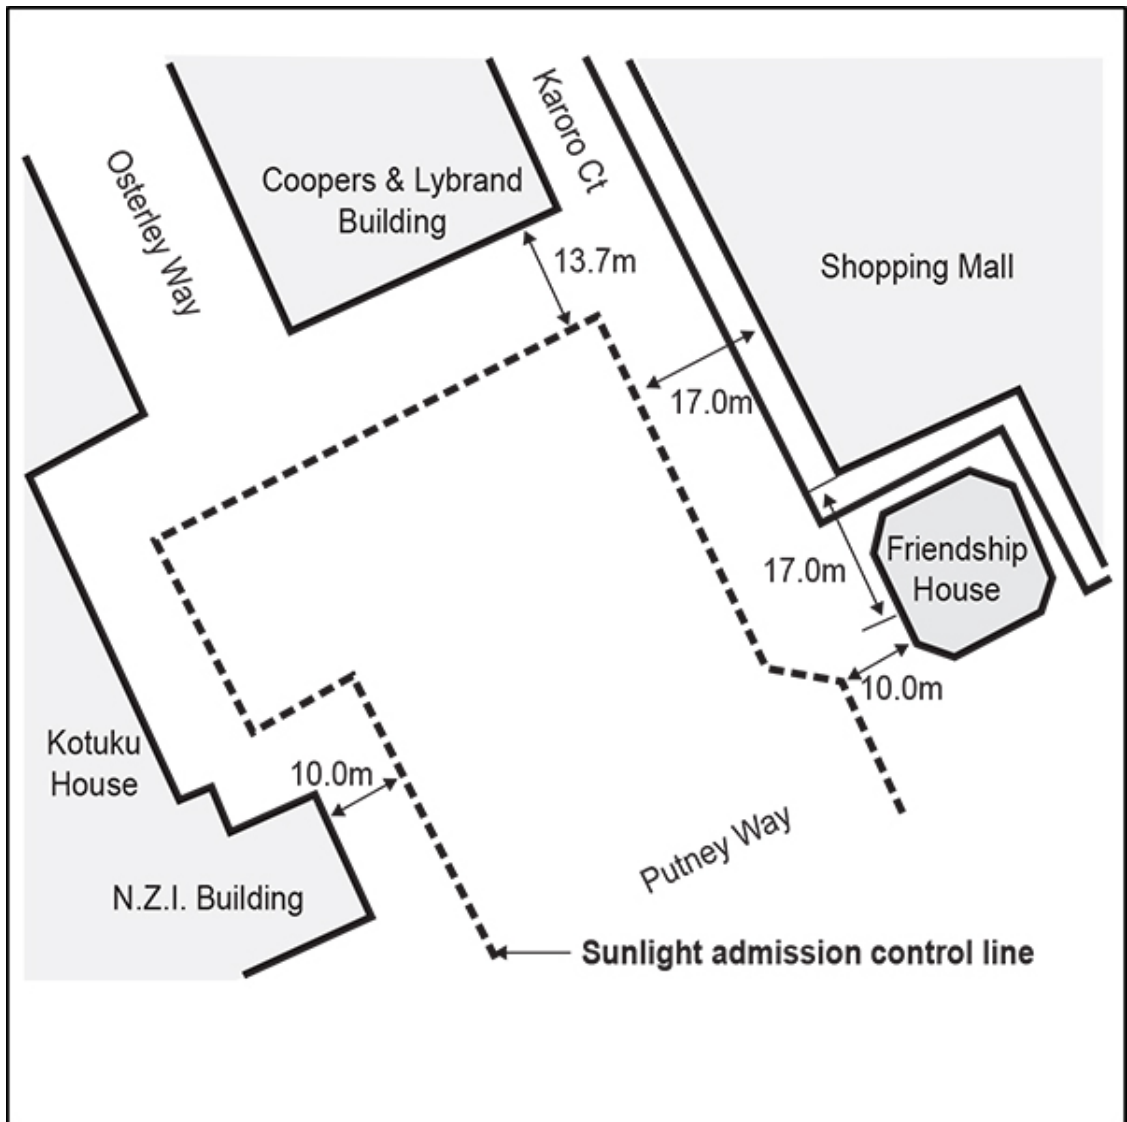 Karoro Ct
Osterley Way
Coopers & Lybrand
Building
13.7m
Shopping Mall
17.0m
Friendship
House
17.0m
10.0m
Kotuku
House
10.0m
Putney Way
N.Z.I. Building
Sunlight admission control line